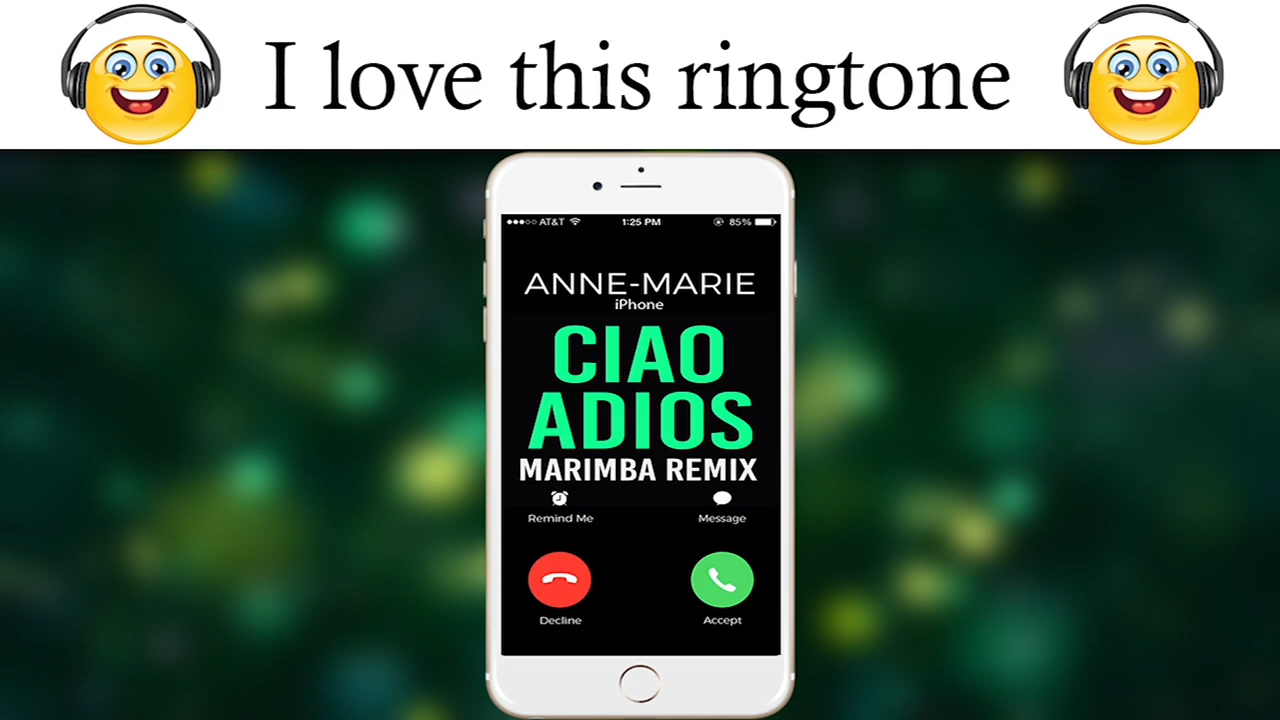 I love this ringtone
AT&T 1:25 PM 85%
ANNE-MARIE
iPhone
CIAO
ADIOS
MARIMBA REMIX
Remind Me Message
Decline Accept